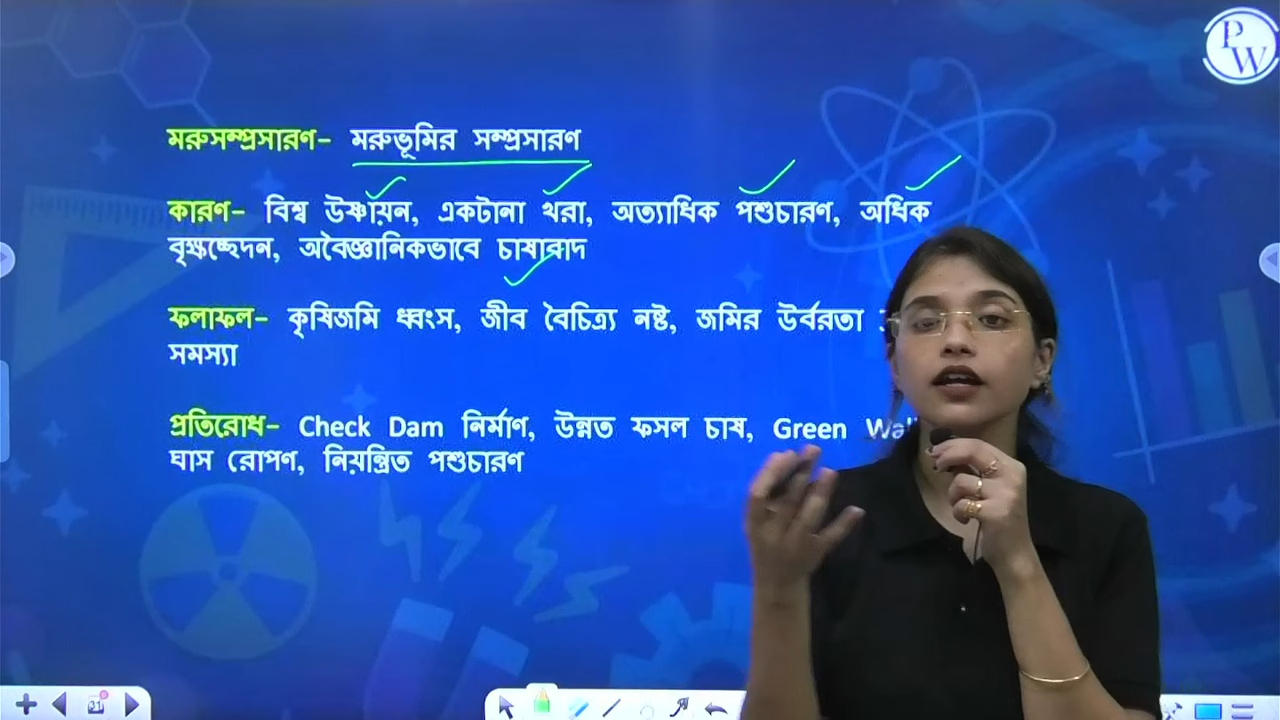 PW
মরুসম্প্রসারণ– মরুভূমির সম্প্রসারণ
কারণ– বিশ্ব উষ্ণায়ন, একটানা খরা, অত্যাধিক পশুচারণ, অধিক
বৃক্ষচ্ছেদন, অবৈজ্ঞানিকভাবে চাষাবাদ
ফলাফল– কৃষিজমি ধ্বংস, জীব বৈচিত্র্য নষ্ট, জমির উর্বরতা
সমস্যা
প্রতিরোধ– Check Dam নির্মাণ, উন্নত ফসল চাষ, Green
ঘাস রোপণ, নিয়ন্ত্রিত পশুচারণ
31